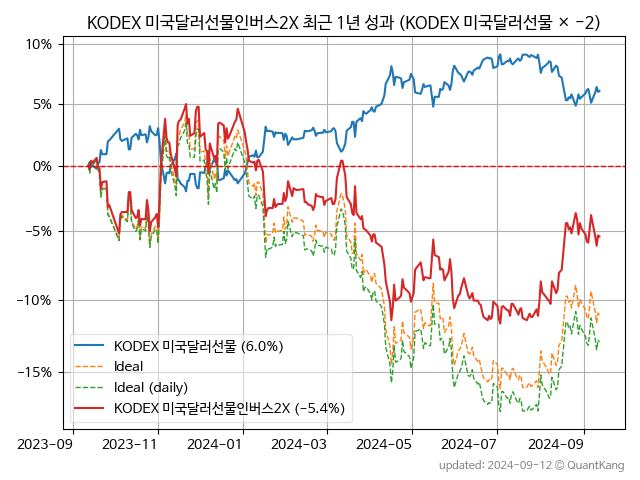 KODEX 미국달러선물인버스2X 최근 1년 성과 (KODEX 미국달러선물 × −2)
10%
5%
0%
−5%
−10%
−15%
KODEX 미국달러선물 (6.0%)
Ideal
Ideal (daily)
KODEX 미국달러선물인버스2X (−5.4%)
2023-09
2023-11
2024-01
2024-03
2024-05
2024-07
2024-09
updated: 2024-09-12 © QuantKang